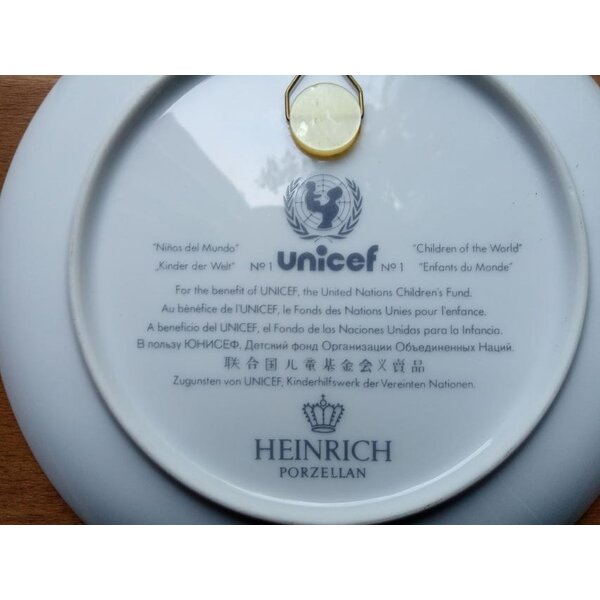 "Niños del Mundo" "Children of the World"
„Kinder der Welt" Nº 1 unicef Nº 1 "Enfants du Monde"
For the benefit of UNICEF, the United Nations Children's Fund.
Au bénéfice de l'UNICEF, le Fonds des Nations Unies pour l'enfance.
A beneficio del UNICEF, el Fondo de las Naciones Unidas para la Infancia.
В пользу ЮНИСЕФ, Детский фонд Организации Объединенных Наций.
联合国儿童基金会义賣品
Zugunsten von UNICEF, Kinderhilfswerk der Vereinten Nationen.
HEINRICH
PORZELLAN